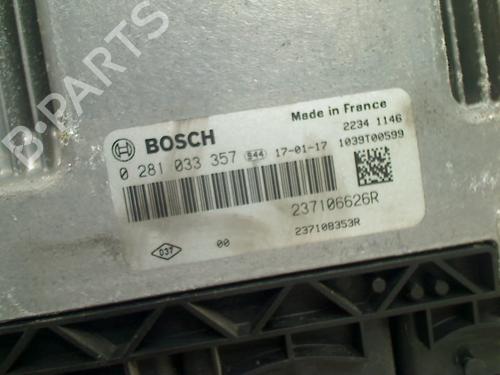 B-PARTS
BOSCH
Made in France
2234 1146
0 281 033 357 S44 17-01-17 1039T00599
237106626R
237108353R
D37 00